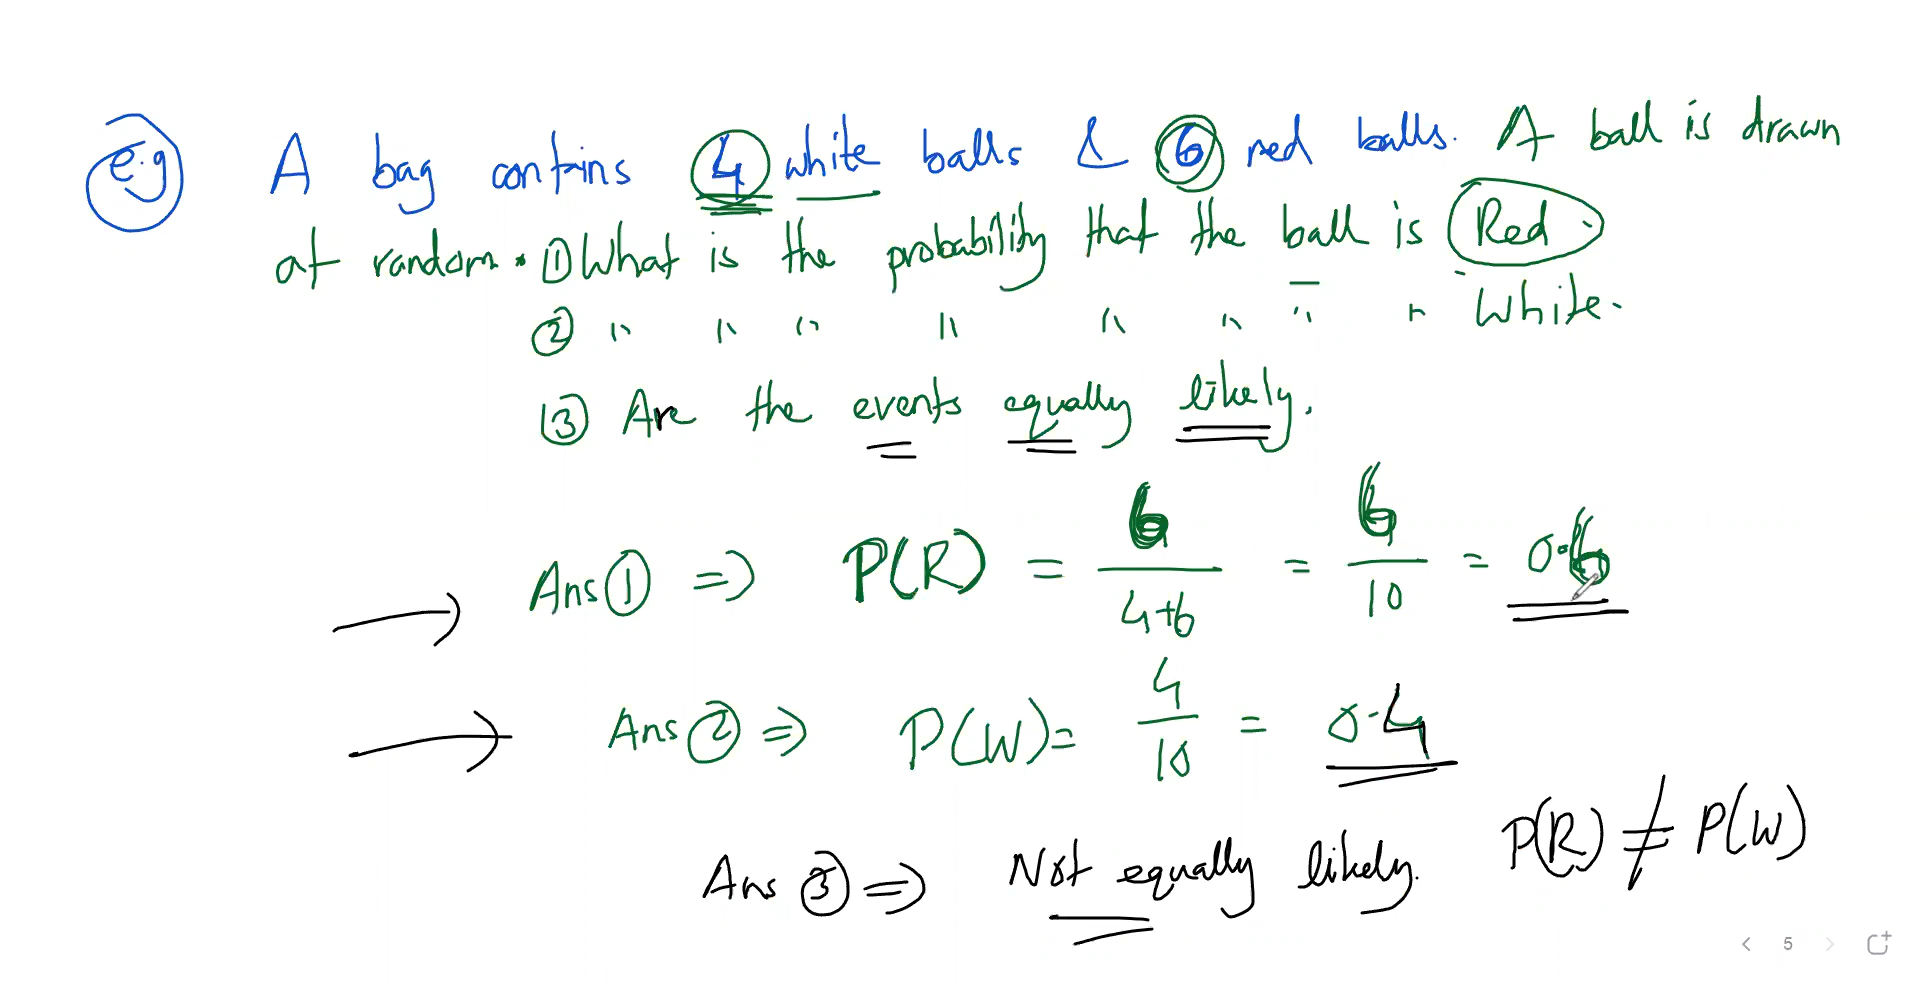 e.g A bag contains 4 white balls & 6 red balls. A ball is drawn
at random. ① What is the probability that the ball is Red.
② " " " " " " " " White.
③ Are the events equally likely.
Ans ① ⇒ P(R) = 6/(4+6) = 6/10 = 0.6
Ans ② ⇒ P(W) = 4/10 = 0.4
P(R) ≠ P(W)
Ans ③ ⇒ Not equally likely.
< 5 >